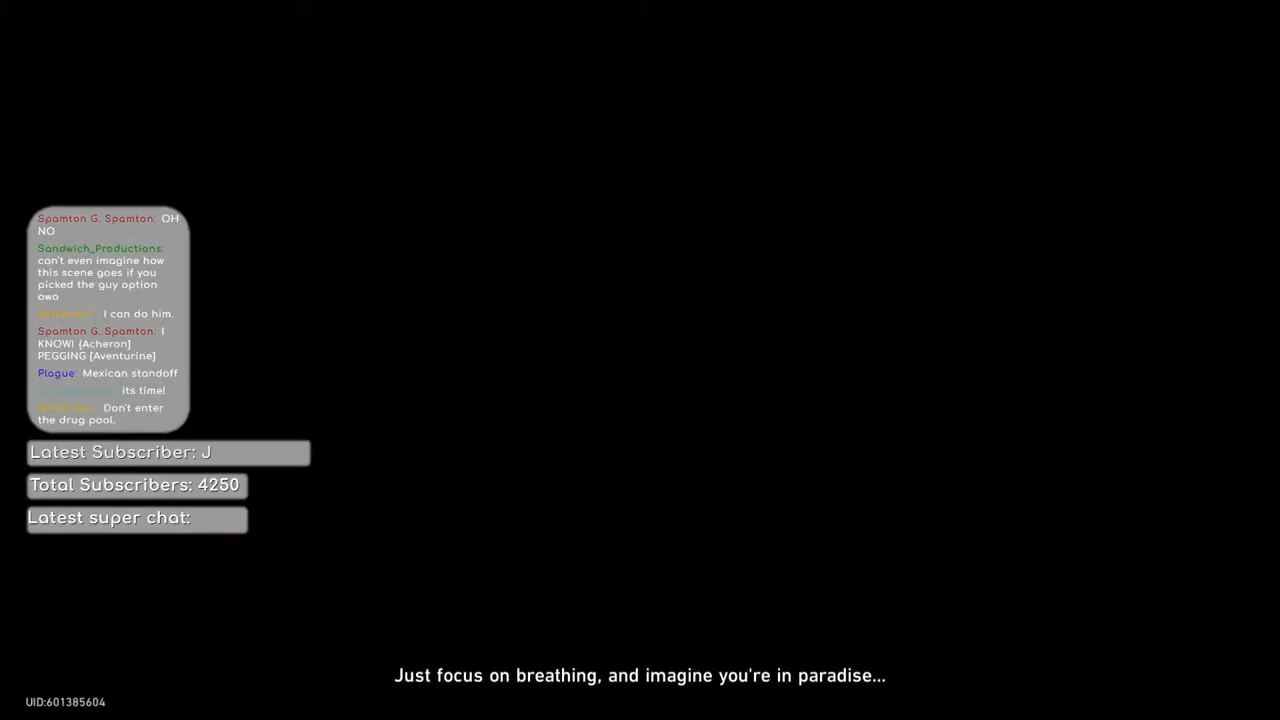 Spamton G. Spamton: OH
NO
Sandwich_Productions:
can't even imagine how
this scene goes if you
picked the guy option
owo
I can do him.
Spamton G. Spamton: I
KNOW! {Acheron]
PEGGING [Aventurine]
Plague: Mexican standoff
its time!
Don't enter
the drug pool.
Latest Subscriber: J
Total Subscribers: 4250
Latest super chat:
Just focus on breathing, and imagine you're in paradise...
UID:601385604